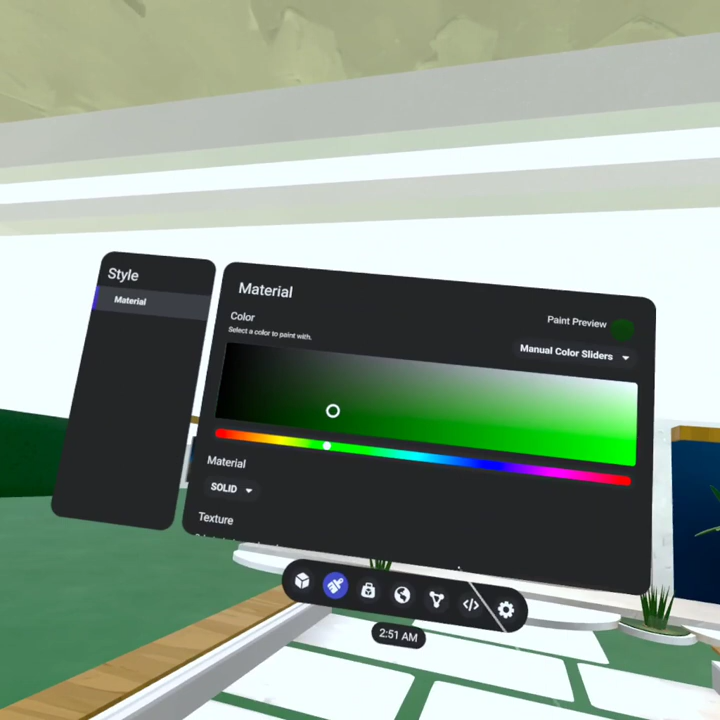 Style
Material
Material
Paint Preview
Color
Select a color to paint with.
Manual Color Sliders
Material
SOLID
Texture
2:51 AM